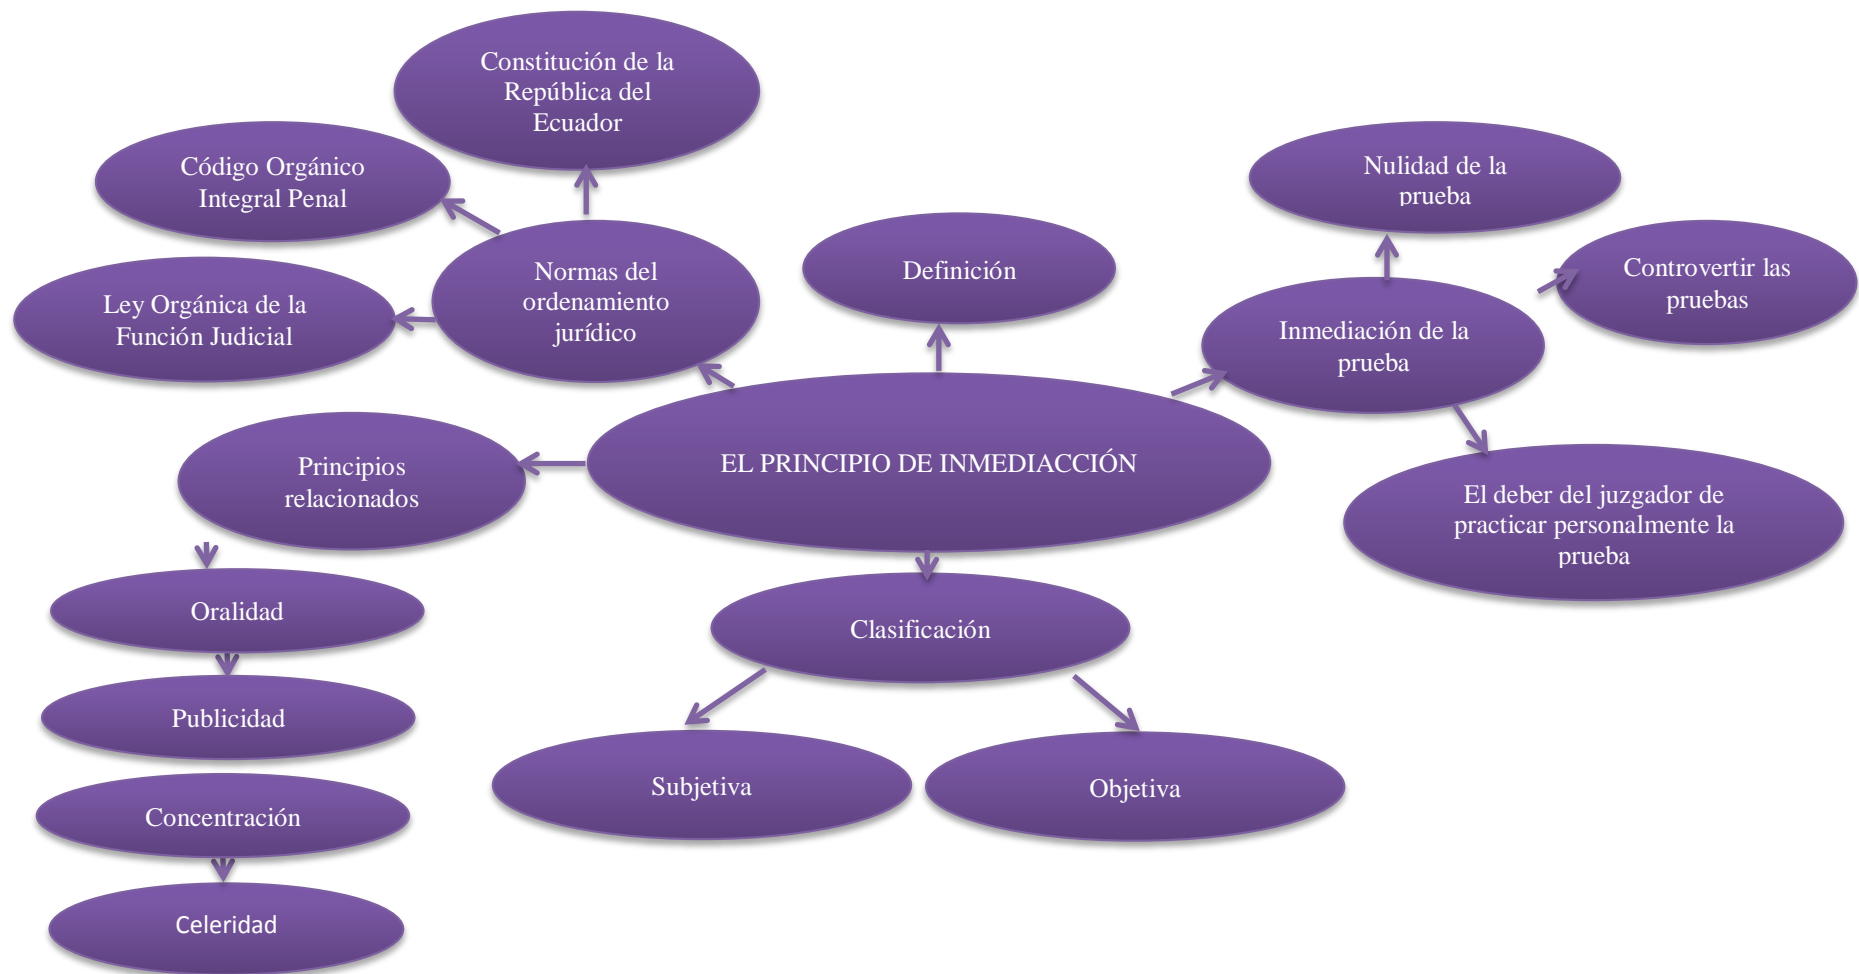 Constitución de la
República del
Ecuador
Código Orgánico
Integral Penal
Ley Orgánica de la
Función Judicial
Normas del
ordenamiento
jurídico
Definición
Nulidad de la
prueba
Controvertir las
pruebas
Inmediación de la
prueba
El deber del juzgador de
practicar personalmente la
prueba
EL PRINCIPIO DE INMEDIACCIÓN
Principios
relacionados
Oralidad
Publicidad
Concentración
Celeridad
Clasificación
Subjetiva
Objetiva